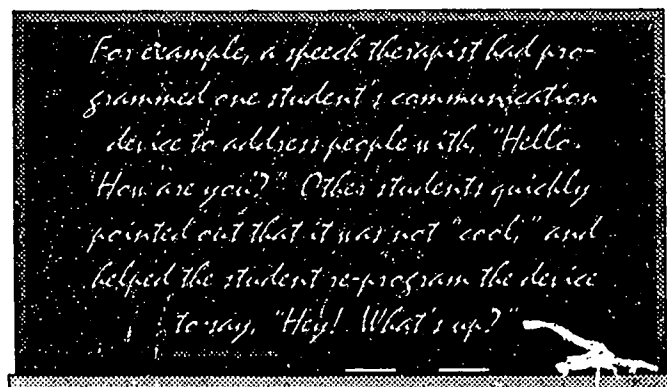 For example, a speech therapist had pro-
grammed one student's communication
device to address people with, "Hello.
How are you?" Other students quickly
pointed out that it was not "cool," and
helped the student re-program the device
to say, "Hey! What's up?"